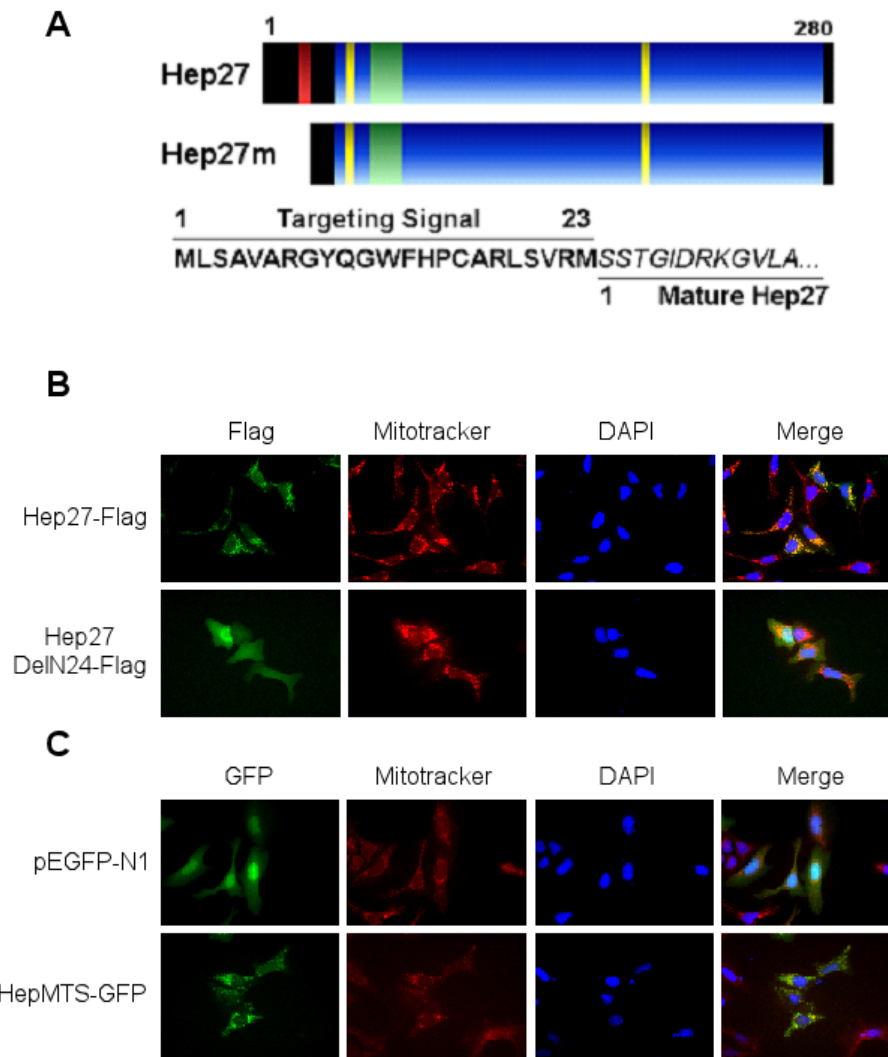 A
1 280
Hep27
Hep27m
1 Targeting Signal 23
MLSAVARGYQGWFHPCARLSVRMSSTGIDRKGVLA...
1 Mature Hep27
B
Flag Mitotracker DAPI Merge
Hep27-Flag
Hep27
DelN24-Flag
C
GFP Mitotracker DAPI Merge
pEGFP-N1
HepMTS-GFP